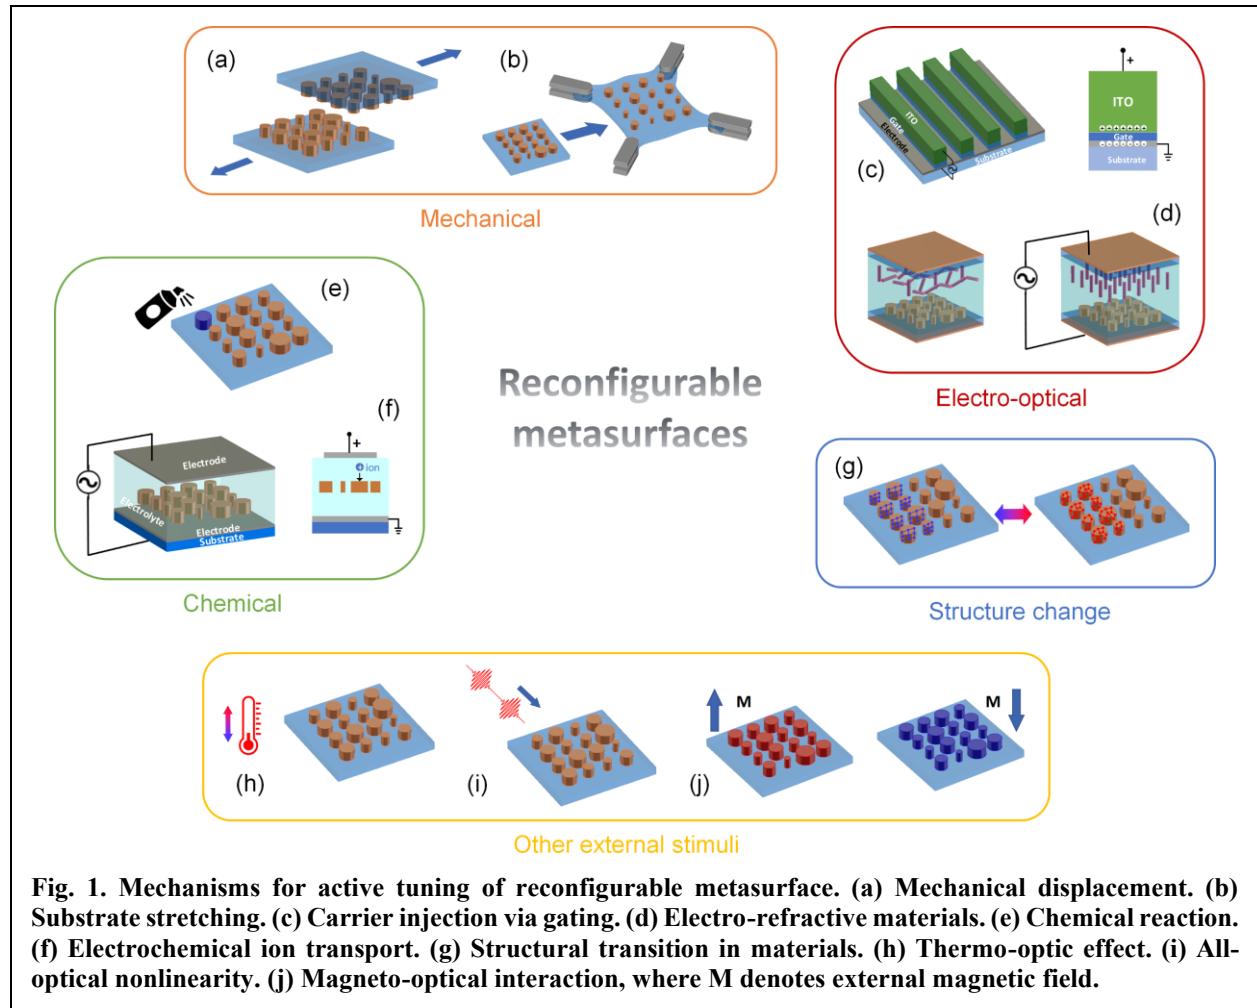 (a)
(b)
Mechanical
ITO
Gate
Electrode
Substrate
(c)
+
ITO
Gate
Substrate
(d)
Electro-optical
(e)
(f)
Electrode
Electrolyte
Electrode
Substrate
+
+ ion
Chemical
Reconfigurable
metasurfaces
(g)
Structure change
(h)
(i)
M
(j)
M
Other external stimuli
Fig. 1. Mechanisms for active tuning of reconfigurable metasurface. (a) Mechanical displacement. (b)
Substrate stretching. (c) Carrier injection via gating. (d) Electro-refractive materials. (e) Chemical reaction.
(f) Electrochemical ion transport. (g) Structural transition in materials. (h) Thermo-optic effect. (i) All-
optical nonlinearity. (j) Magneto-optical interaction, where M denotes external magnetic field.